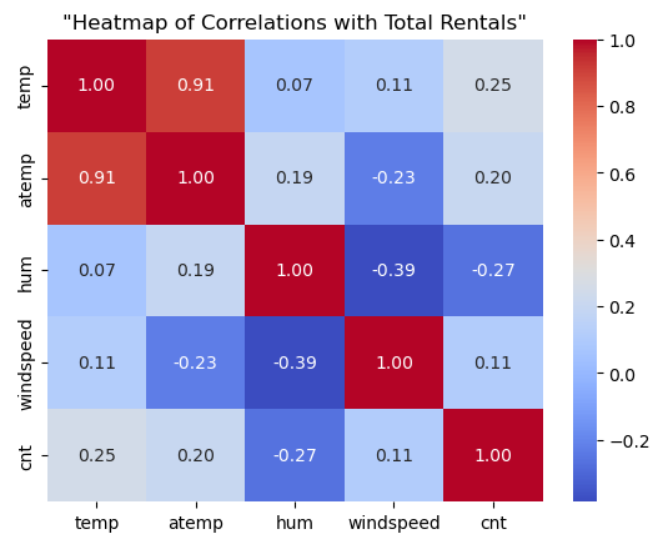 "Heatmap of Correlations with Total Rentals"
temp 1.00 0.91 0.07 0.11 0.25
atemp 0.91 1.00 0.19 -0.23 0.20
hum 0.07 0.19 1.00 -0.39 -0.27
windspeed 0.11 -0.23 -0.39 1.00 0.11
cnt 0.25 0.20 -0.27 0.11 1.00
temp atemp hum windspeed cnt
1.0
0.8
0.6
0.4
0.2
0.0
−0.2